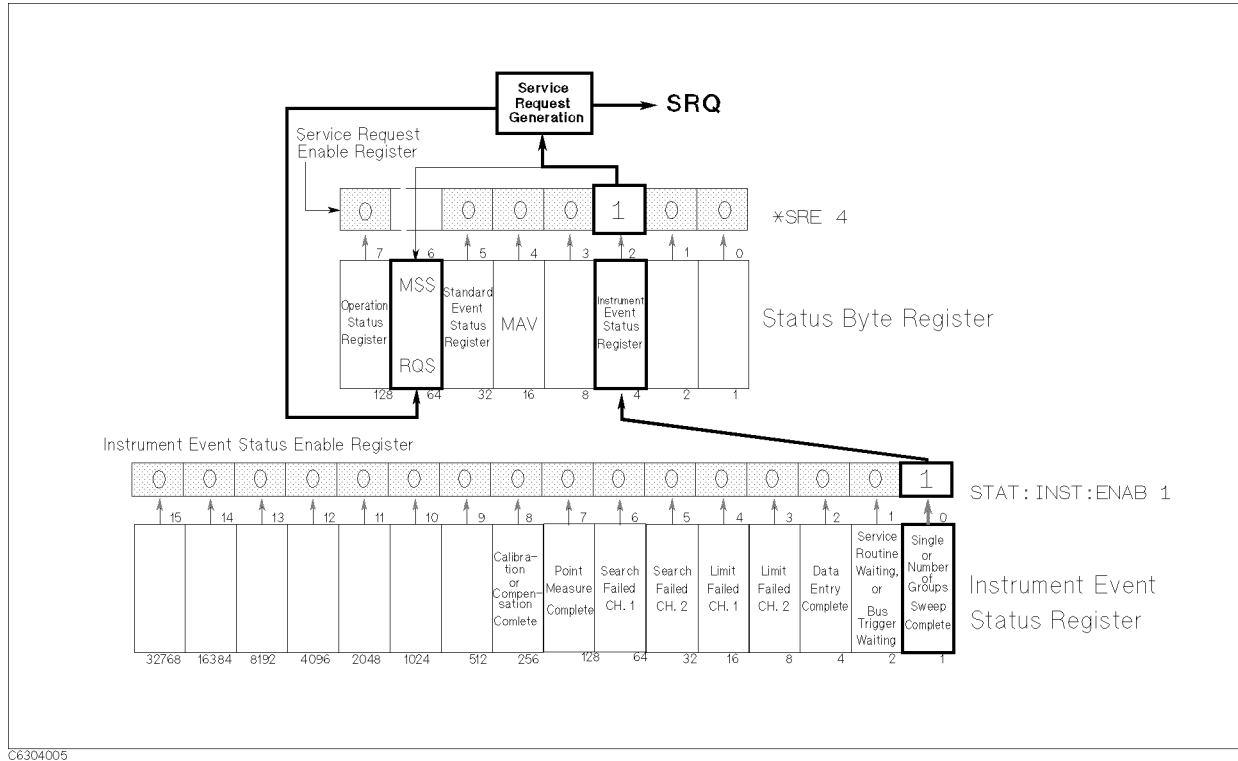 Service
Request
Generation
SRQ
Service Request
Enable Register
0 0 0 0 1 0 0
*SRE 4
7 6 5 4 3 2 1 0
Operation
Status
Register
MSS
RQS
Standard
Event
Status
Register
MAV
Instrument
Event
Status
Register
Status Byte Register
128 64 32 16 8 4 2 1
Instrument Event Status Enable Register
0 0 0 0 0 0 0 0 0 0 0 0 0 0 0 1
STAT:INST:ENAB 1
15 14 13 12 11 10 9 8 7 6 5 4 3 2 1 0
Calibra-
tion
or
Compen-
sation
Comlete
Point
Measure
Complete
Search
Failed
CH. 1
Search
Failed
CH. 2
Limit
Failed
CH. 1
Limit
Failed
CH. 2
Data
Entry
Complete
Service
Routine
Waiting,
or
Bus
Trigger
Waiting
Single
or
Number
of
Groups
Sweep
Complete
Instrument Event
Status Register
32768 16384 8192 4096 2048 1024 512 256 128 64 32 16 8 4 2 1
C6304005